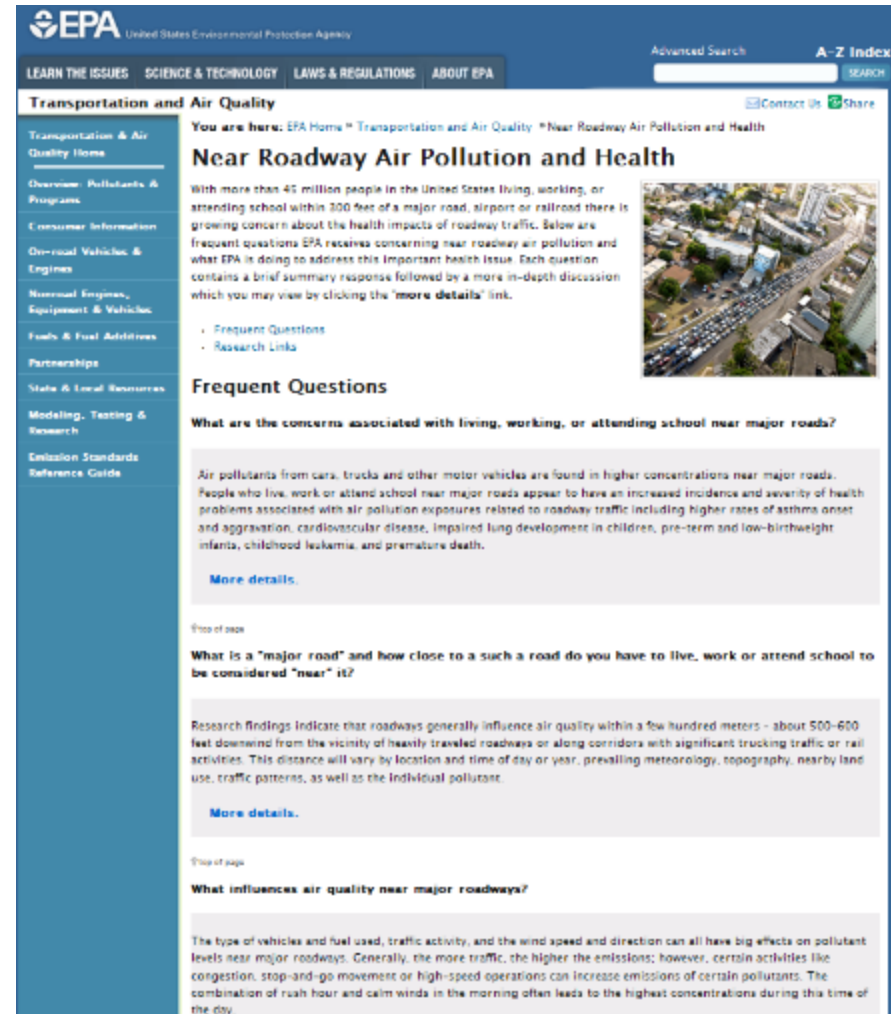 EPA United States Environmental Protection Agency
Advanced Search
A-Z Index
LEARN THE ISSUES
SCIENCE & TECHNOLOGY
LAWS & REGULATIONS
ABOUT EPA
SEARCH
Transportation and Air Quality
Contact Us
Share
Transportation & Air
Quality Home
Overview: Pollutants &
Programs
Consumer Information
On-road Vehicles &
Engines
Nonroad Engines,
Equipment & Vehicles
Fuels & Fuel Additives
Partnerships
State & Local Resources
Modeling, Testing &
Research
Emission Standards
Reference Guide
You are here: EPA Home » Transportation and Air Quality »Near Roadway Air Pollution and Health
Near Roadway Air Pollution and Health
With more than 45 million people in the United States living, working, or
attending school within 300 feet of a major road, airport or railroad there is
growing concern about the health impacts of roadway traffic. Below are
frequent questions EPA receives concerning near roadway air pollution and
what EPA is doing to address this important health issue. Each question
contains a brief summary response followed by a more in-depth discussion
which you may view by clicking the "more details" link.
Frequent Questions
Research Links
Frequent Questions
What are the concerns associated with living, working, or attending school near major roads?
Air pollutants from cars, trucks and other motor vehicles are found in higher concentrations near major roads.
People who live, work or attend school near major roads appear to have an increased incidence and severity of health
problems associated with air pollution exposures related to roadway traffic including higher rates of asthma onset
and aggravation, cardiovascular disease, impaired lung development in children, pre-term and low-birthweight
infants, childhood leukemia, and premature death.
More details.
top of page
What is a "major road" and how close to a such a road do you have to live, work or attend school to
be considered "near" it?
Research findings indicate that roadways generally influence air quality within a few hundred meters - about 500-600
feet downwind from the vicinity of heavily traveled roadways or along corridors with significant trucking traffic or rail
activities. This distance will vary by location and time of day or year, prevailing meteorology, topography, nearby land
use, traffic patterns, as well as the individual pollutant.
More details.
top of page
What influences air quality near major roadways?
The type of vehicles and fuel used, traffic activity, and the wind speed and direction can all have big effects on pollutant
levels near major roadways. Generally, the more traffic, the higher the emissions; however, certain activities like
congestion, stop-and-go movement or high-speed operations can increase emissions of certain pollutants. The
combination of rush hour and calm winds in the morning often leads to the highest concentrations during this time of
the day.